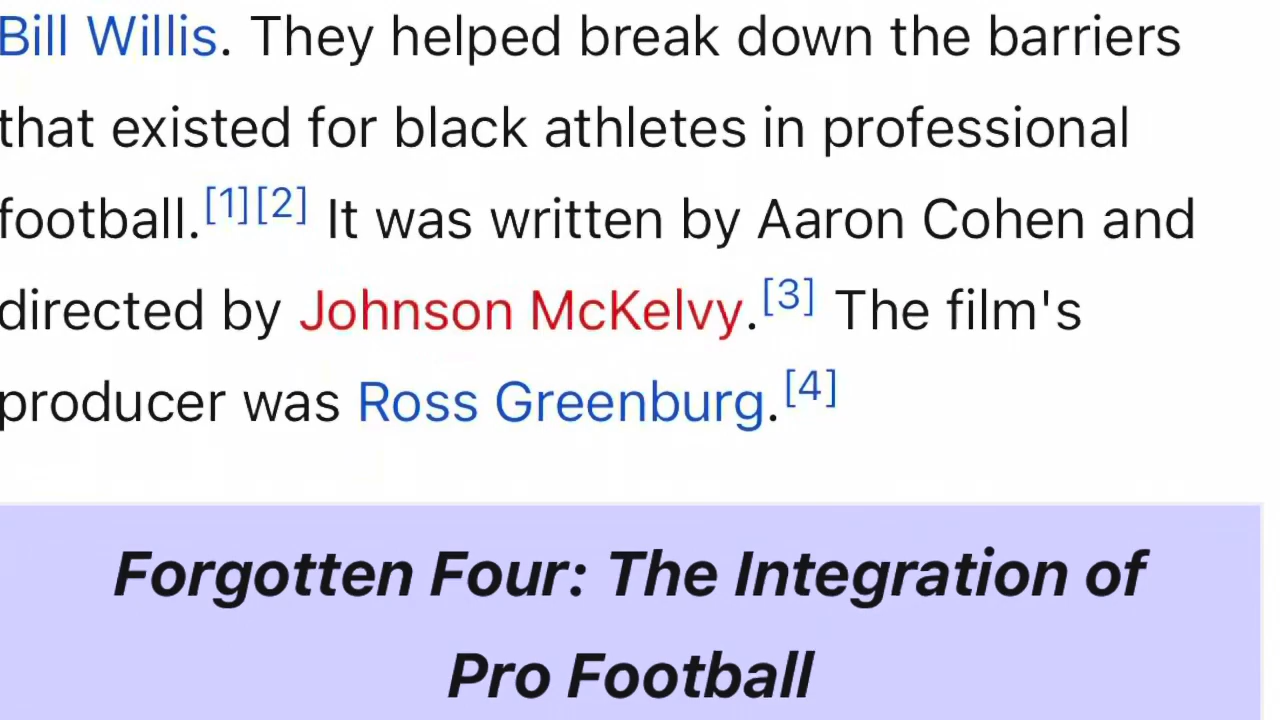 Bill Willis. They helped break down the barriers
that existed for black athletes in professional
football.[1][2] It was written by Aaron Cohen and
directed by Johnson McKelvy.[3] The film's
producer was Ross Greenburg.[4]
Forgotten Four: The Integration of
Pro Football